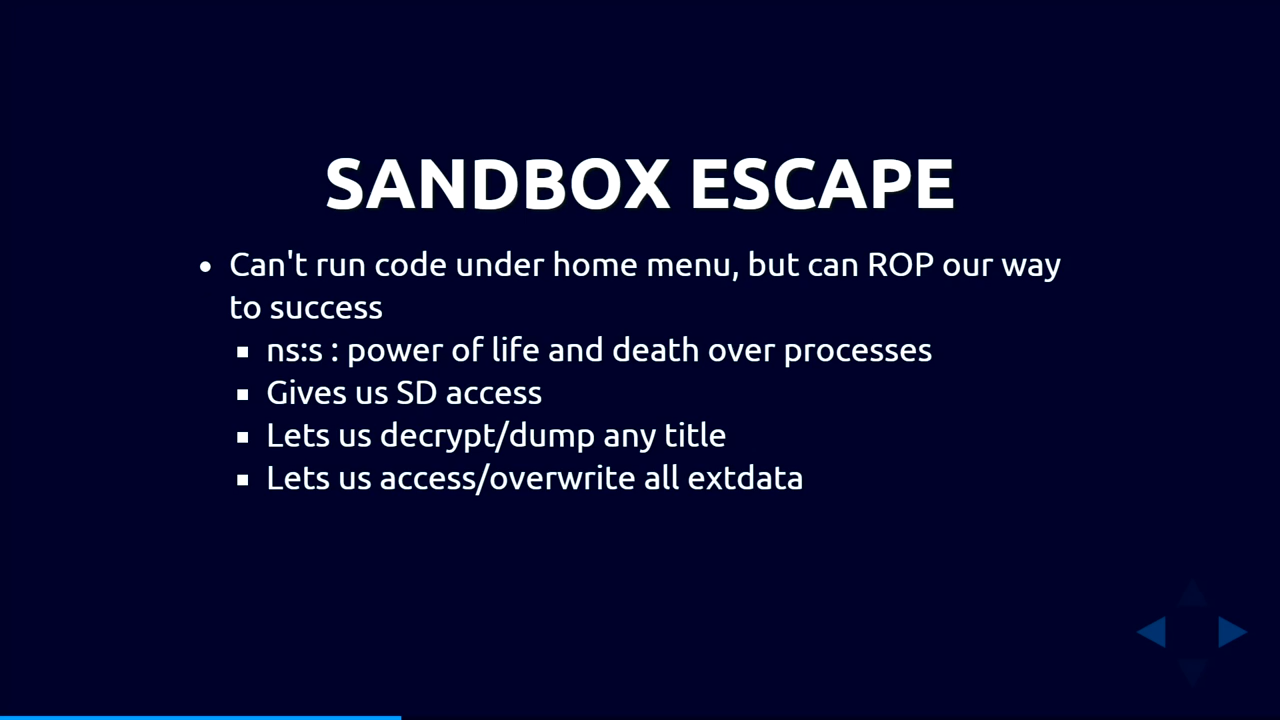 SANDBOX ESCAPE
• Can't run code under home menu, but can ROP our way
to success
▪ ns:s : power of life and death over processes
▪ Gives us SD access
▪ Lets us decrypt/dump any title
▪ Lets us access/overwrite all extdata